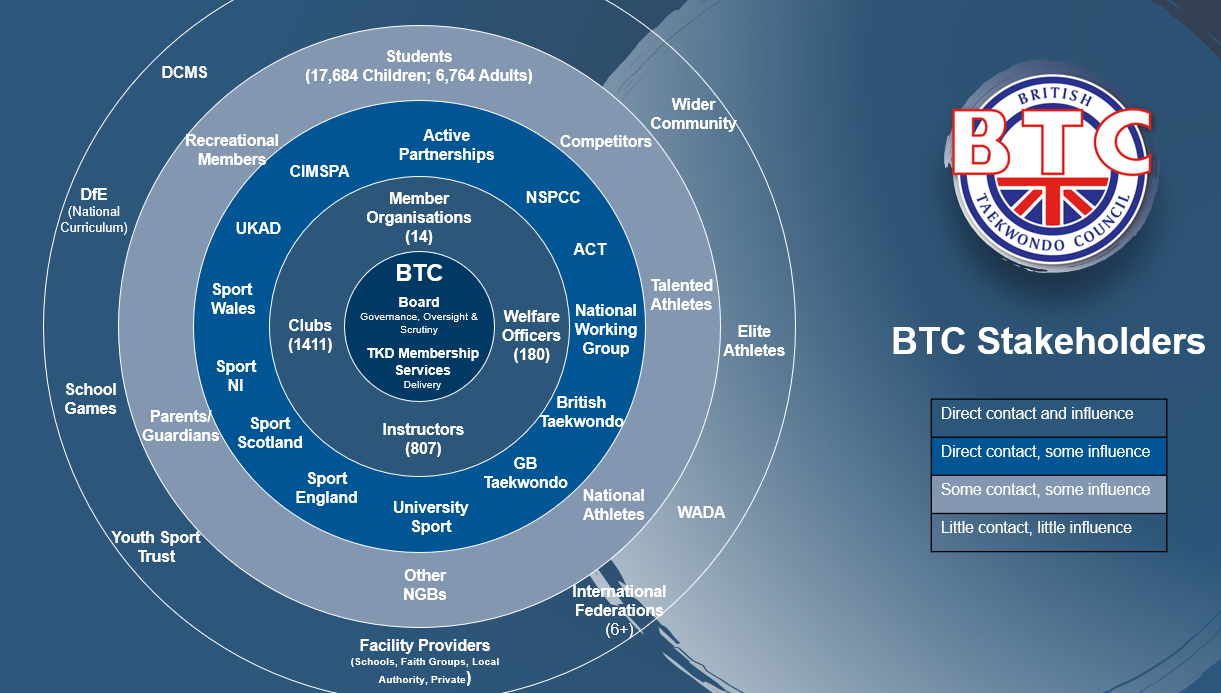 DCMS
Students
(17,684 Children; 6,764 Adults)
Wider
Community
Recreational
Members
Competitors
Active
Partnerships
CIMSPA
NSPCC
DfE
(National
Curriculum)
Member
Organisations
(14)
UKAD
ACT
BTC
Board
Governance, Oversight &
Scrutiny
TKD Membership
Services
Delivery
Sport
Wales
Talented
Athletes
Clubs
(1411)
Welfare
Officers
(180)
National
Working
Group
Elite
Athletes
Sport
NI
School
Games
Parents/
Guardians
Sport
Scotland
Instructors
(807)
British
Taekwondo
GB
Taekwondo
Sport
England
University
Sport
National
Athletes
WADA
Youth Sport
Trust
Other
NGBs
International
Federations
(6+)
Facility Providers
(Schools, Faith Groups, Local
Authority, Private)
BRITISH
BTC
TAEKWONDO COUNCIL
BTC Stakeholders
Direct contact and influence
Direct contact, some influence
Some contact, some influence
Little contact, little influence